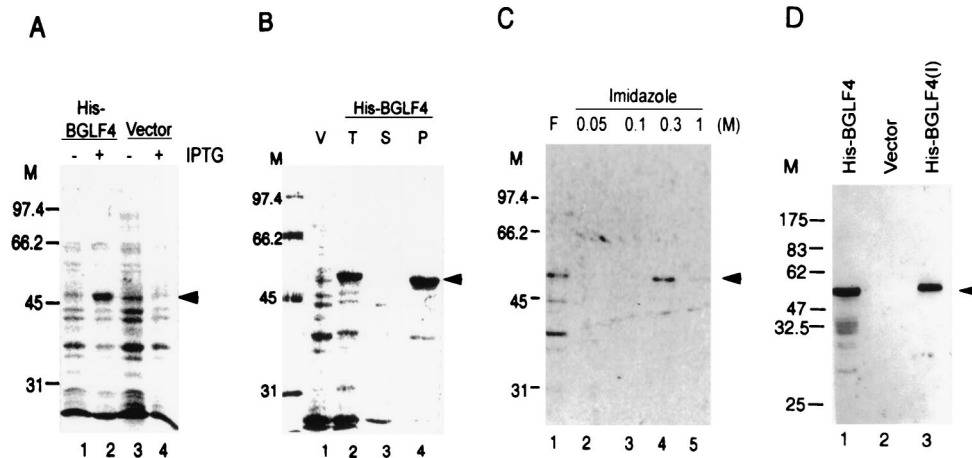 A
His-
BGLF4 Vector
- + - + IPTG
M
97.4
66.2
45
31
1 2 3 4
B
His-BGLF4
M V T S P
97.4
66.2
45
31
1 2 3 4
C
Imidazole
F 0.05 0.1 0.3 1 (M)
M
97.4
66.2
45
31
1 2 3 4 5
D
His-BGLF4
Vector
His-BGLF4(I)
M
175
83
62
47
32.5
25
1 2 3